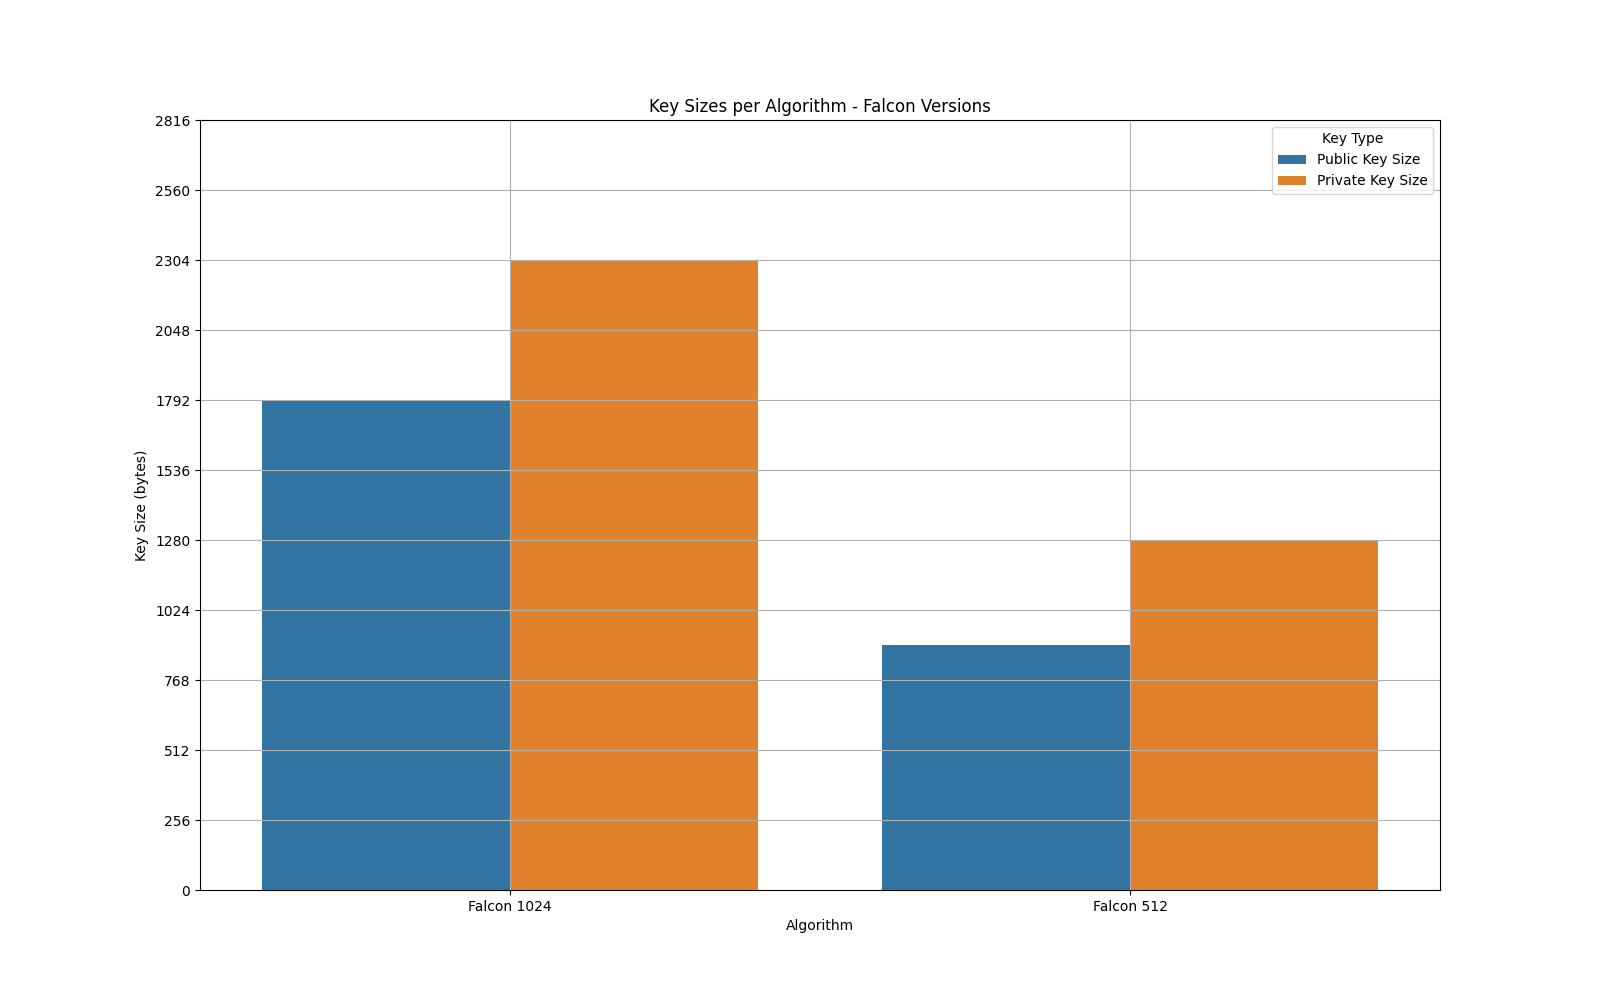 Key Sizes per Algorithm - Falcon Versions
Key Type
Public Key Size
Private Key Size
2816
2560
2304
2048
1792
1536
1280
1024
768
512
256
0
Key Size (bytes)
Falcon 1024
Falcon 512
Algorithm